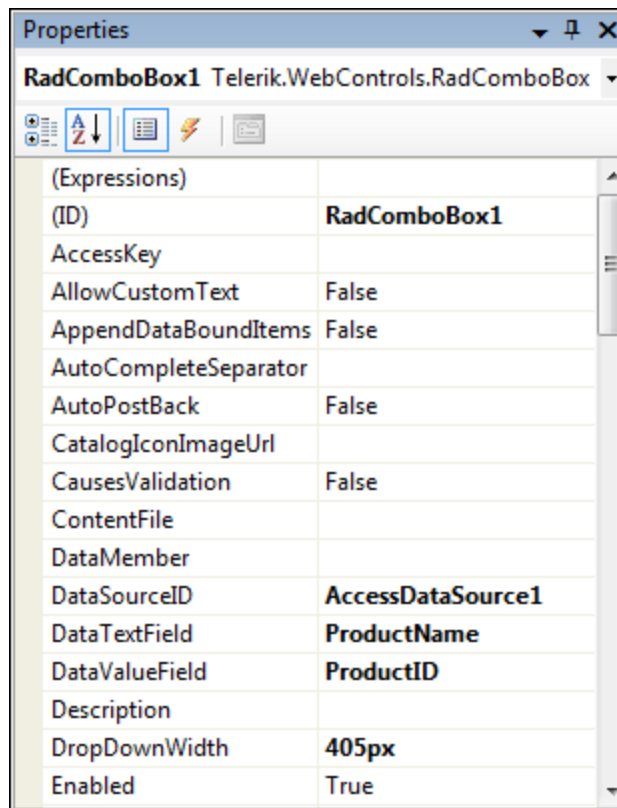 Properties
RadComboBox1 Telerik.WebControls.RadComboBox
A
Z
(Expressions)
(ID) RadComboBox1
AccessKey
AllowCustomText False
AppendDataBoundItems False
AutoCompleteSeparator
AutoPostBack False
CatalogIconImageUrl
CausesValidation False
ContentFile
DataMember
DataSourceID AccessDataSource1
DataTextField ProductName
DataValueField ProductID
Description
DropDownWidth 405px
Enabled True